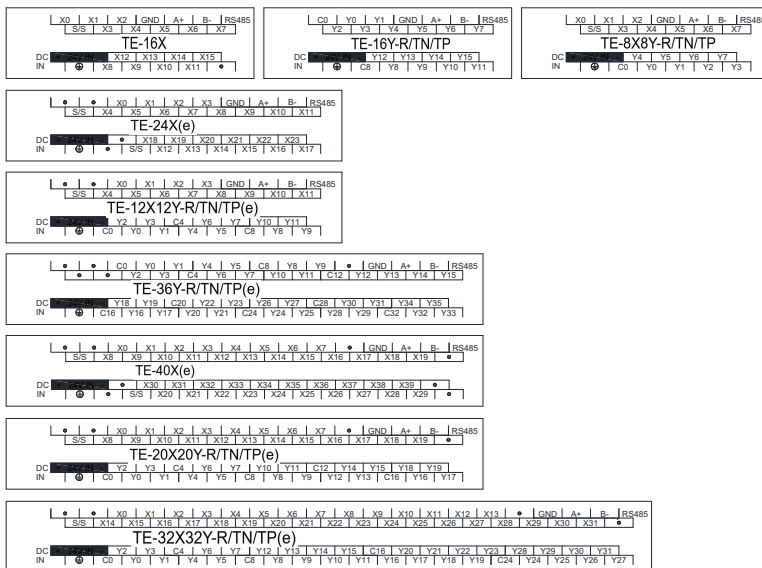 X0 X1 X2 GND A+ B- RS485
S/S X3 X4 X5 X6 X7
TE-16X
DC + 24V IN - X12 X13 X14 X15
IN X8 X9 X10 X11
C0 Y0 Y1 GND A+ B- RS485
Y2 Y3 Y4 Y5 Y6 Y7
TE-16Y-R/TN/TP
DC + 24V IN - Y12 Y13 Y14 Y15
IN C8 Y8 Y9 Y10 Y11
X0 X1 X2 GND A+ B- RS485
S/S X3 X4 X5 X6 X7
TE-8X8Y-R/TN/TP
DC + 24V IN - Y4 Y5 Y6 Y7
IN C0 Y0 Y1 Y2 Y3
X0 X1 X2 X3 GND A+ B- RS485
S/S X4 X5 X6 X7 X8 X9 X10 X11
TE-24X(e)
DC + 24V IN - X18 X19 X20 X21 X22 X23
IN S/S X12 X13 X14 X15 X16 X17
X0 X1 X2 X3 GND A+ B- RS485
S/S X4 X5 X6 X7 X8 X9 X10 X11
TE-12X12Y-R/TN/TP(e)
DC + 24V IN - Y2 Y3 C4 Y6 Y7 Y10 Y11
IN C0 Y0 Y1 Y4 Y5 C8 Y8 Y9
C0 Y0 Y1 Y4 Y5 C8 Y8 Y9 GND A+ B- RS485
Y2 Y3 C4 Y6 Y7 Y10 Y11 C12 Y12 Y13 Y14 Y15
TE-36Y-R/TN/TP(e)
DC + 24V IN - Y18 Y19 C20 Y22 Y23 Y26 Y27 C28 Y30 Y31 Y34 Y35
IN C16 Y16 Y17 Y20 Y21 C24 Y24 Y25 Y28 Y29 C32 Y32 Y33
X0 X1 X2 X3 X4 X5 X6 X7 GND A+ B- RS485
S/S X8 X9 X10 X11 X12 X13 X14 X15 X16 X17 X18 X19
TE-40X(e)
DC + 24V IN - X30 X31 X32 X33 X34 X35 X36 X37 X38 X39
IN S/S X20 X21 X22 X23 X24 X25 X26 X27 X28 X29
X0 X1 X2 X3 X4 X5 X6 X7 GND A+ B- RS485
S/S X8 X9 X10 X11 X12 X13 X14 X15 X16 X17 X18 X19
TE-20X20Y-R/TN/TP(e)
DC + 24V IN - Y2 Y3 C4 Y6 Y7 Y10 Y11 C12 Y14 Y15 Y18 Y19
IN C0 Y0 Y1 Y4 Y5 C8 Y8 Y9 Y12 Y13 C16 Y16 Y17
X0 X1 X2 X3 X4 X5 X6 X7 X8 X9 X10 X11 X12 X13 GND A+ B- RS485
S/S X14 X15 X16 X17 X18 X19 X20 X21 X22 X23 X24 X25 X26 X27 X28 X29 X30 X31
TE-32X32Y-R/TN/TP(e)
DC + 24V IN - Y2 Y3 C4 Y6 Y7 Y12 Y13 Y14 Y15 C16 Y20 Y21 Y22 Y23 Y28 Y29 Y30 Y31
IN C0 Y0 Y1 Y4 Y5 C8 Y8 Y9 Y10 Y11 Y16 Y17 Y18 Y19 C24 Y24 Y25 Y26 Y27